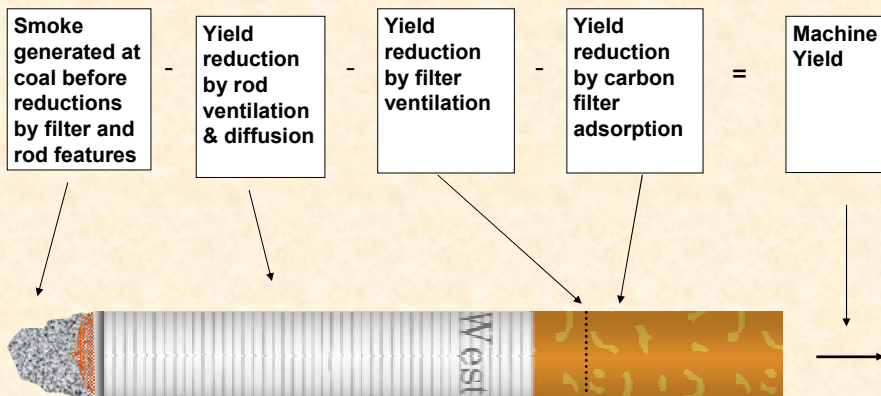 Smoke
generated at
coal before
reductions
by filter and
rod features
-
Yield
reduction
by rod
ventilation
& diffusion
-
Yield
reduction
by filter
ventilation
-
Yield
reduction
by carbon
filter
adsorption
=
Machine
Yield
West